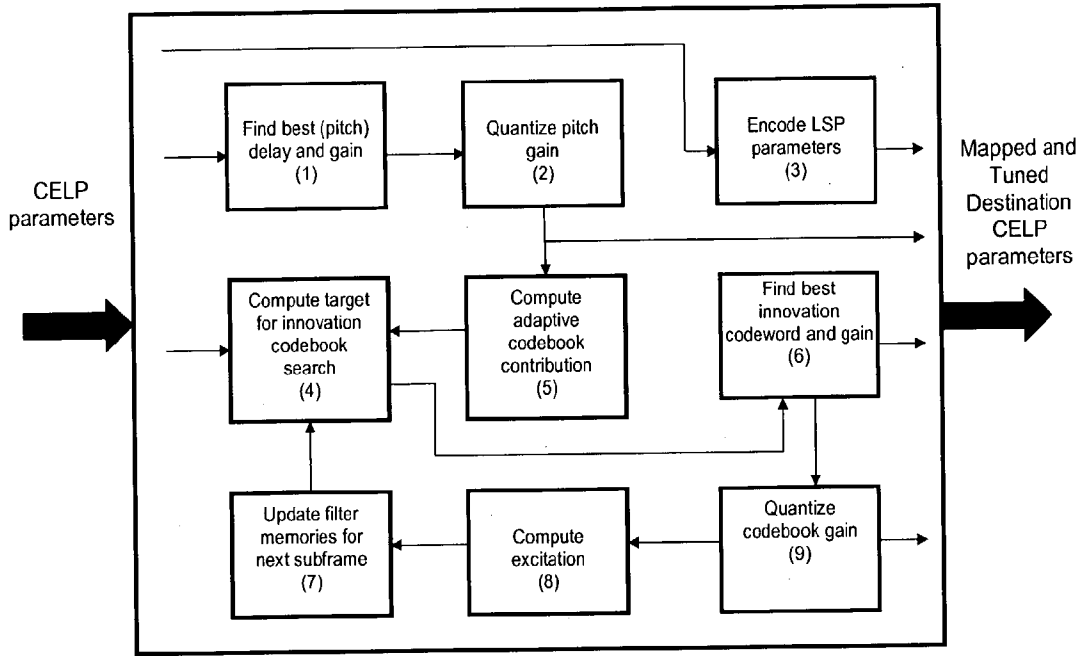 CELP
parameters
Find best (pitch)
delay and gain
(1)
Quantize pitch
gain
(2)
Encode LSP
parameters
(3)
Compute target
for innovation
codebook
search
(4)
Compute
adaptive
codebook
contribution
(5)
Find best
innovation
codeword and gain
(6)
Update filter
memories for
next subframe
(7)
Compute
excitation
(8)
Quantize
codebook gain
(9)
Mapped and
Tuned
Destination
CELP
parameters